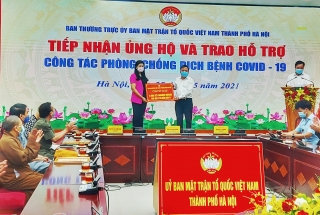 BAN THƯỜNG TRỰC ỦY BAN MẶT TRẬN TỔ QUỐC VIỆT NAM THÀNH PHỐ HÀ NỘI
TIẾP NHẬN ỦNG HỘ VÀ TRAO HỖ TRỢ
CÔNG TÁC PHÒNG, CHỐNG DỊCH BỆNH COVID - 19
Hà Nội,
5 năm 2021
ỦY BAN MẶT TRẬN TỔ QUỐC VIỆT NAM
THÀNH PHỐ HÀ NỘI